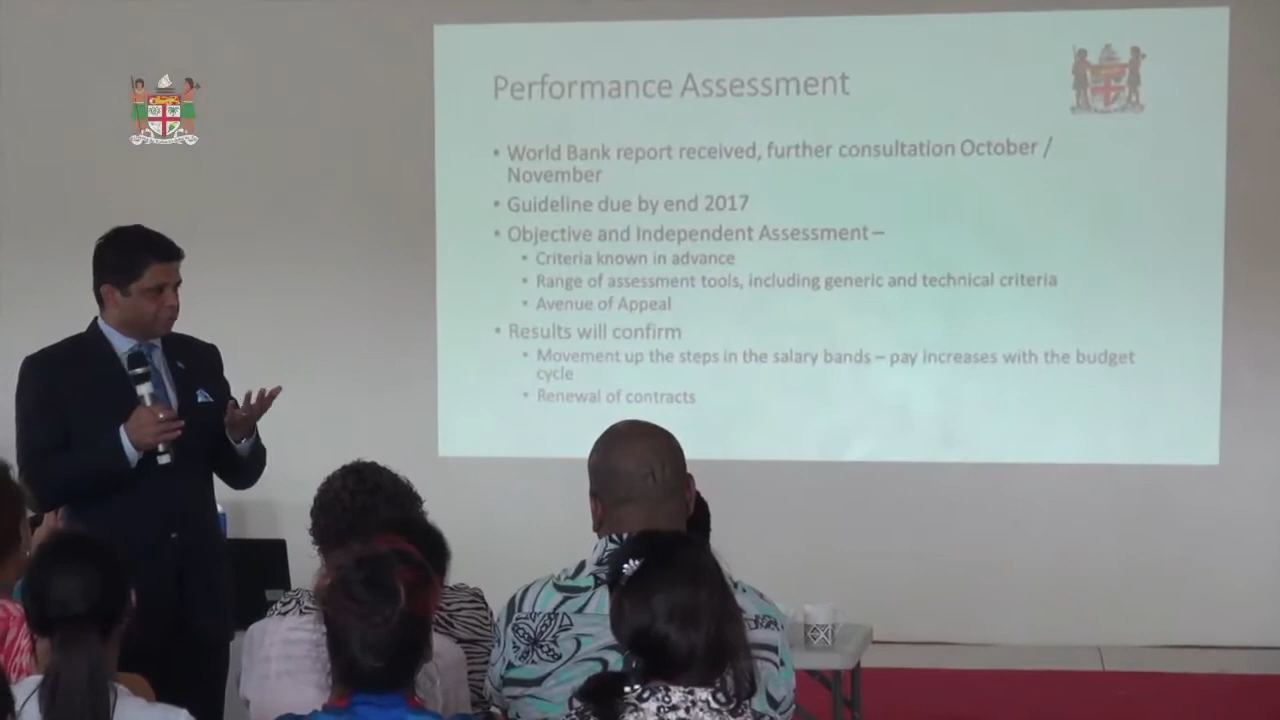 Performance Assessment
• World Bank report received, further consultation October /
November
• Guideline due by end 2017
• Objective and Independent Assessment –
• Criteria known in advance
• Range of assessment tools, including generic and technical criteria
• Avenue of Appeal
• Results will confirm
• Movement up the steps in the salary bands – pay increases with the budget
cycle
• Renewal of contracts